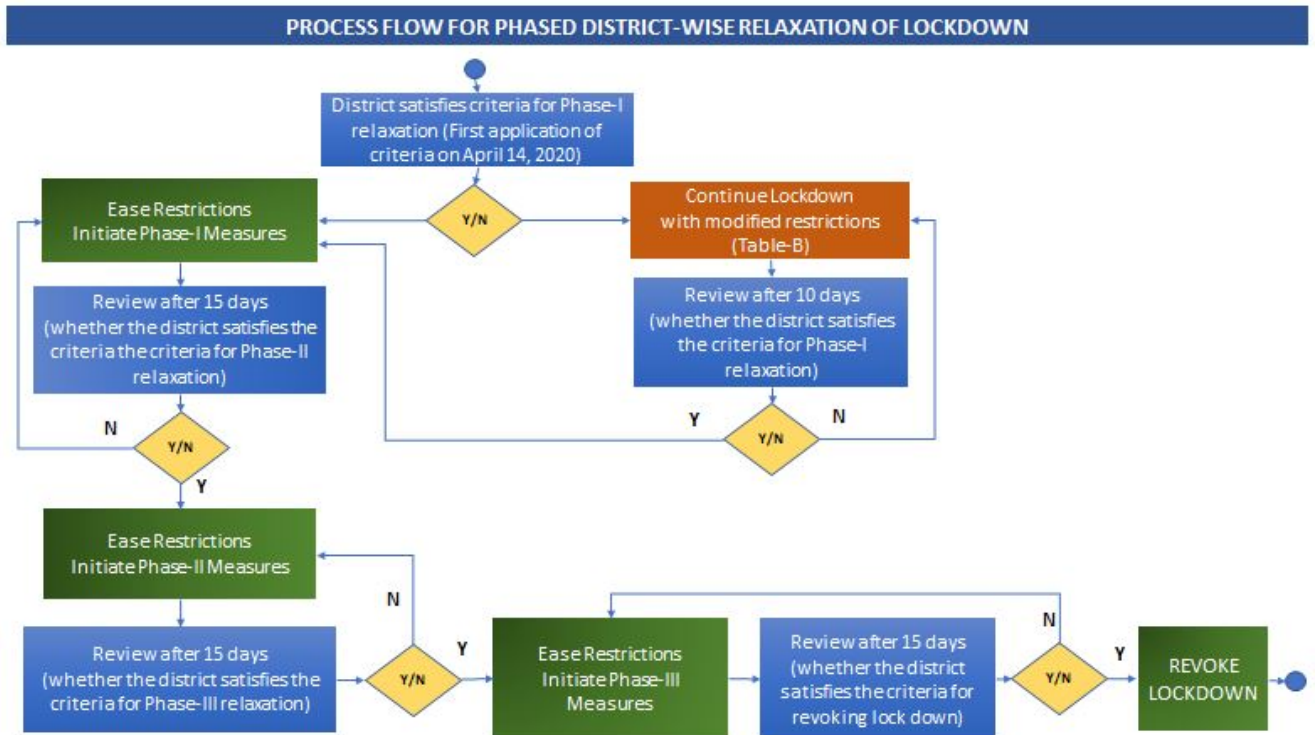 PROCESS FLOW FOR PHASED DISTRICT-WISE RELAXATION OF LOCKDOWN
District satisfies criteria for Phase-I
relaxation (First application of
criteria on April 14, 2020)
Y/N
Ease Restrictions
Initiate Phase-I Measures
Continue Lockdown
with modified restrictions
(Table-B)
Review after 15 days
(whether the district satisfies the
criteria the criteria for Phase-II
relaxation)
Review after 10 days
(whether the district satisfies
the criteria for Phase-I
relaxation)
N
Y/N
Y
Y
Y/N
N
Ease Restrictions
Initiate Phase-II Measures
Review after 15 days
(whether the district satisfies the
criteria for Phase-III relaxation)
N
Y/N
Y
Ease Restrictions
Initiate Phase-III
Measures
Review after 15 days
(whether the district
satisfies the criteria for
revoking lock down)
N
Y/N
Y
REVOKE
LOCKDOWN